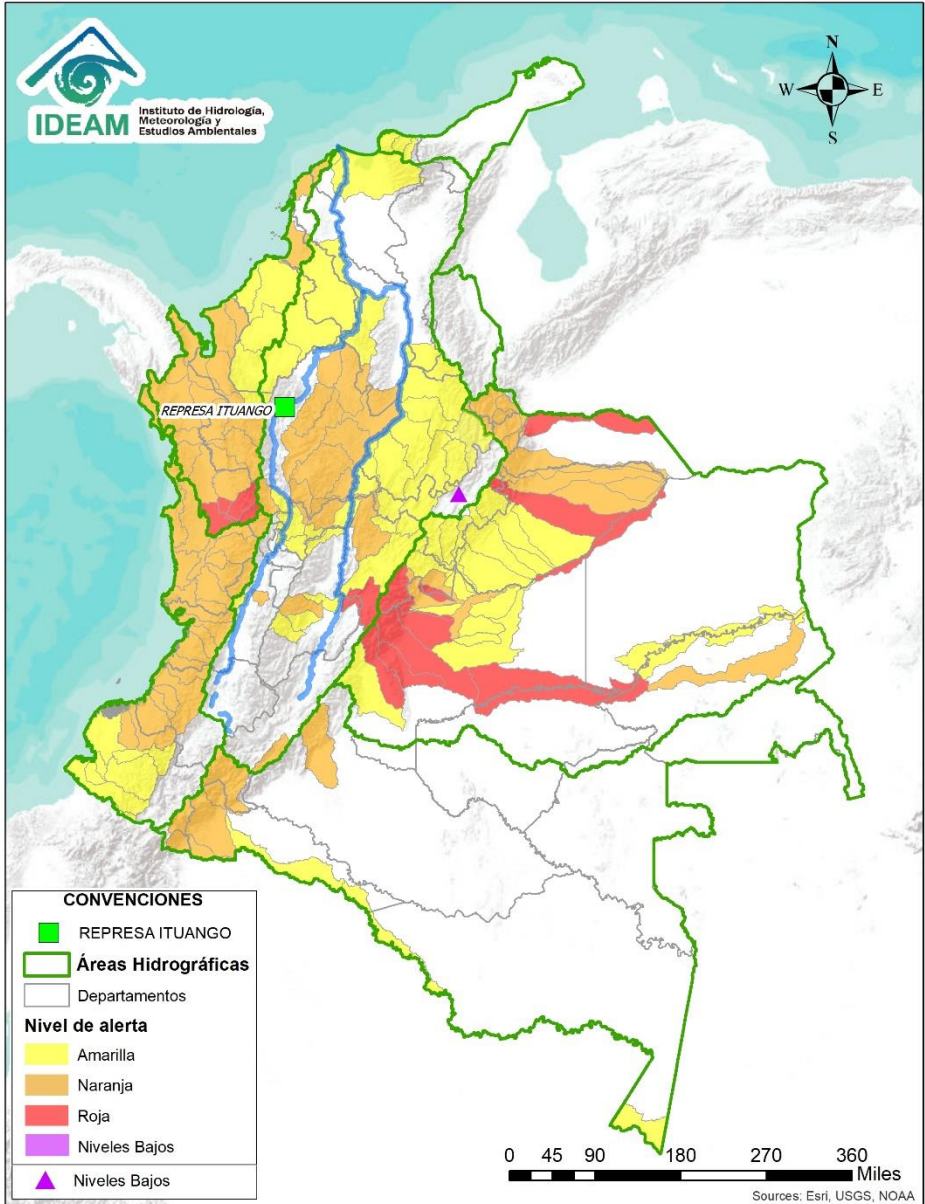 IDEAM
Instituto de Hidrología,
Meteorología y
Estudios Ambientales
N
W
E
S
REPRESA ITUANGO
CONVENCIONES
REPRESA ITUANGO
Áreas Hidrográficas
Departamentos
Nivel de alerta
Amarilla
Naranja
Roja
Niveles Bajos
Niveles Bajos
0 45 90 180 270 360
Miles
Sources: Esri, USGS, NOAA